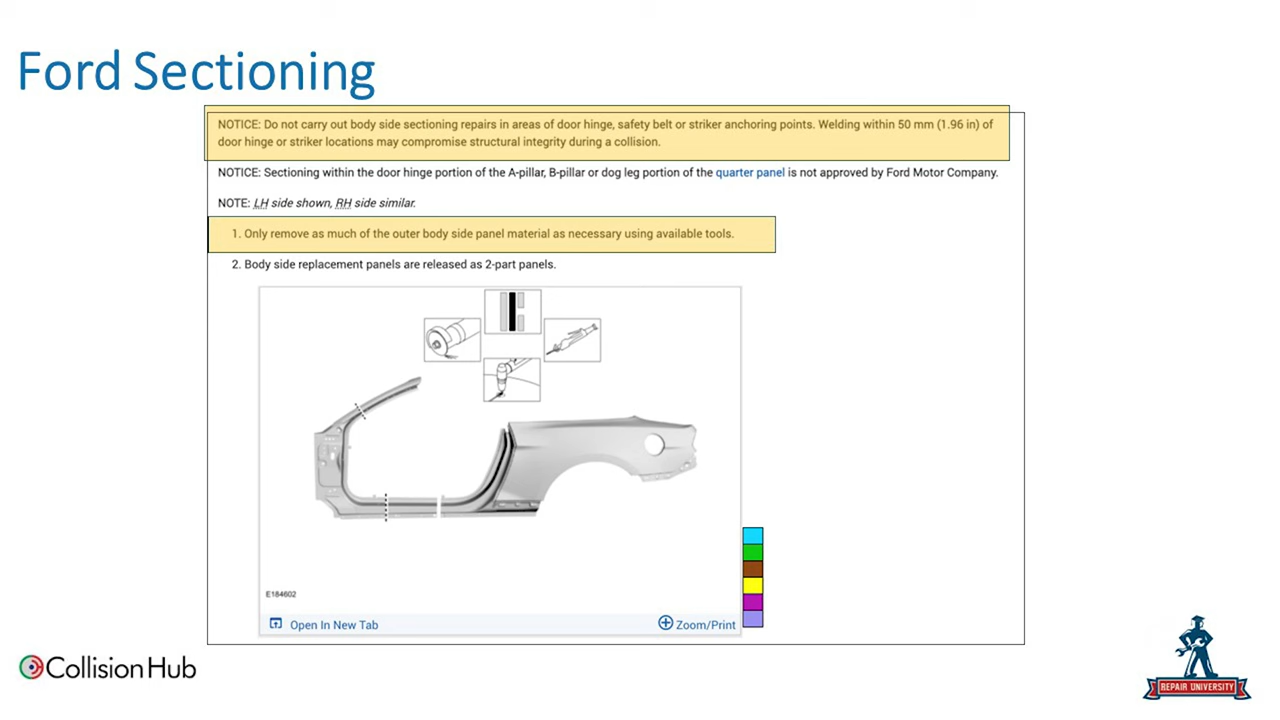 Ford Sectioning
NOTICE: Do not carry out body side sectioning repairs in areas of door hinge, safety belt or striker anchoring points. Welding within 50 mm (1.96 in) of
door hinge or striker locations may compromise structural integrity during a collision.
NOTICE: Sectioning within the door hinge portion of the A-pillar, B-pillar or dog leg portion of the quarter panel is not approved by Ford Motor Company.
NOTE: LH side shown, RH side similar.
1. Only remove as much of the outer body side panel material as necessary using available tools.
2. Body side replacement panels are released as 2-part panels.
E184602
Open In New Tab
Zoom/Print
Collision Hub
REPAIR UNIVERSITY